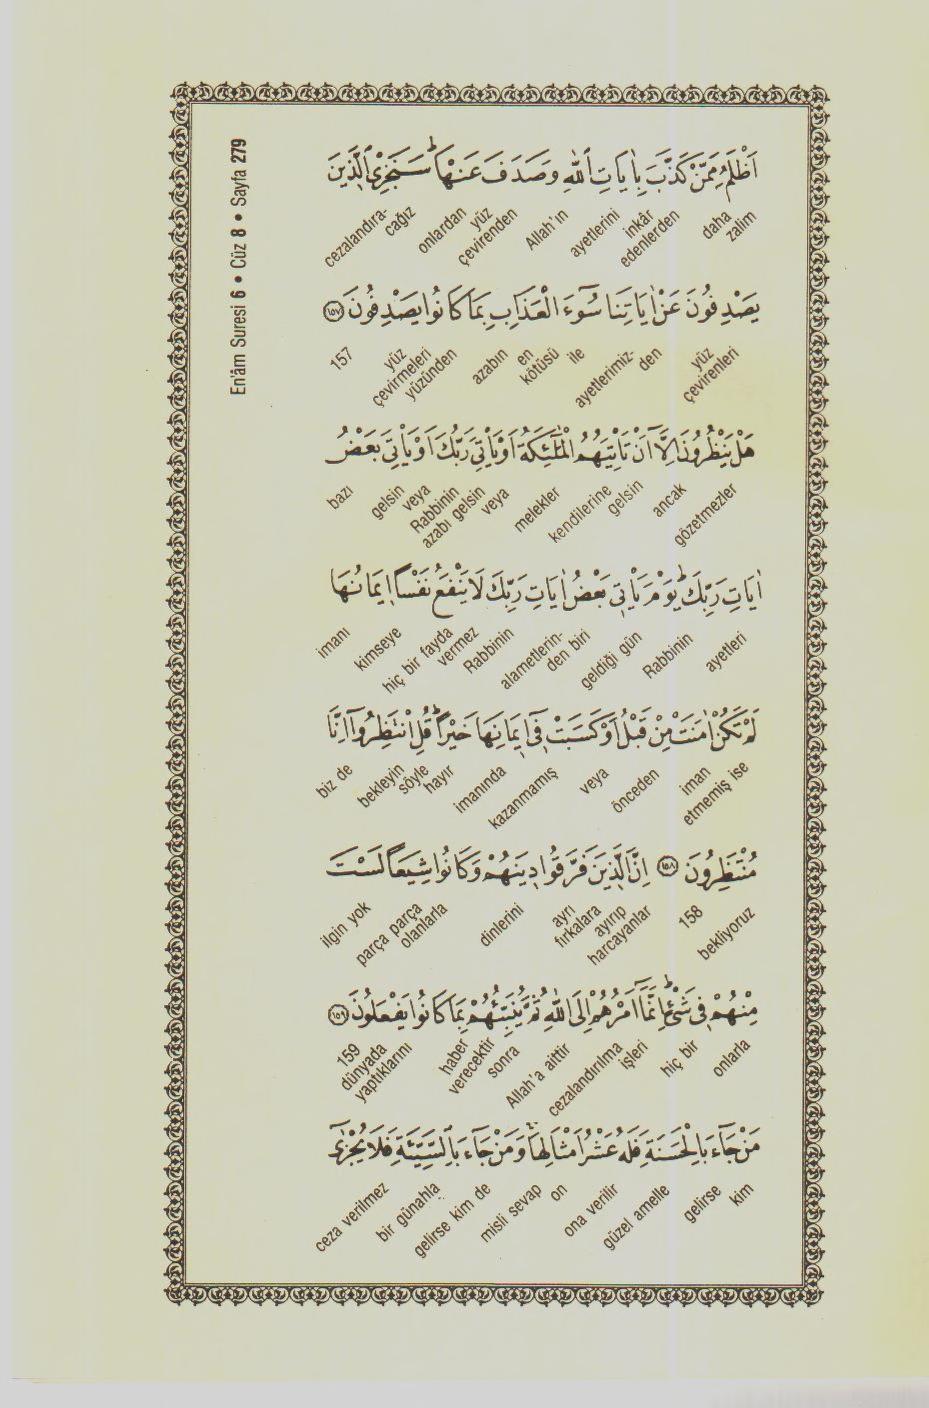 En'âm Suresi 6 • Cüz 8 • Sayfa 279
اَظْلَمُ مِمَّنْ كَذَّبَ بِاٰيَاتِ اللّٰهِ وَصَدَفَ عَنْهَاۜ سَنَجْزِي الَّذ۪ينَ
daha zalim inkâr edenlerden ayetlerini Allah'ın yüz çevirenden onlardan cezalandıra-cağız
يَصْدِفُونَ عَنْ اٰيَاتِنَا سُٓوءَ الْعَذَابِ بِمَا كَانُوا يَصْدِفُونَ ﴿١٥٧﴾
yüz çevirenleri ayetlerimiz-den ile en kötüsü azabın yüz çevirmeleri yüzünden 157
هَلْ يَنْظُرُونَ اِلَّٓا اَنْ تَأْتِيَهُمُ الْمَلٰٓئِكَةُ اَوْ يَأْتِيَ رَبُّكَ اَوْ يَأْتِيَ بَعْضُ
gözetmezler ancak gelsin kendilerine melekler veya Rabbinin azabı gelsin veya gelsin bazı
اٰيَاتِ رَبِّكَۜ يَوْمَ يَأْت۪ي بَعْضُ اٰيَاتِ رَبِّكَ لَا يَنْفَعُ نَفْسًا ا۪يمَانُهَا
ayetleri Rabbinin geldiği gün alametlerin-den biri Rabbinin hiç bir fayda vermez kimseye imanı
لَمْ تَكُنْ اٰمَنَتْ مِنْ قَبْلُ اَوْ كَسَبَتْ ف۪ٓي ا۪يمَانِهَا خَيْرًاۜ قُلِ انْتَظِرُٓوا اِنَّا
iman etmemiş ise önceden veya kazanmamış imanında hayır söyle bekleyin biz de
مُنْتَظِرُونَ ﴿١٥٨﴾ اِنَّ الَّذ۪ينَ فَرَّقُوا د۪ينَهُمْ وَكَانُوا شِيَعًا لَسْتَ
bekliyoruz 158 ayrı fırkalara ayırıp harcayanlar dinlerini parça parça olanlarla ilgin yok
مِنْهُمْ ف۪ي شَيْءٍۜ اِنَّمَٓا اَمْرُهُمْ اِلَى اللّٰهِ ثُمَّ يُنَبِّئُهُمْ بِمَا كَانُوا يَفْعَلُونَ ﴿١٥٩﴾
onlarla hiç bir işleri cezalandırılma Allah'a aittir sonra haber verecektir dünyada yaptıklarını 159
مَنْ جَٓاءَ بِالْحَسَنَةِ فَلَهُ عَشْرُ اَمْثَالِهَاۚ وَمَنْ جَٓاءَ بِالسَّيِّئَةِ فَلَا يُجْزٰٓى
kim gelirse güzel amelle ona verilir on misli sevap gelirse kim de bir günahla ceza verilmez